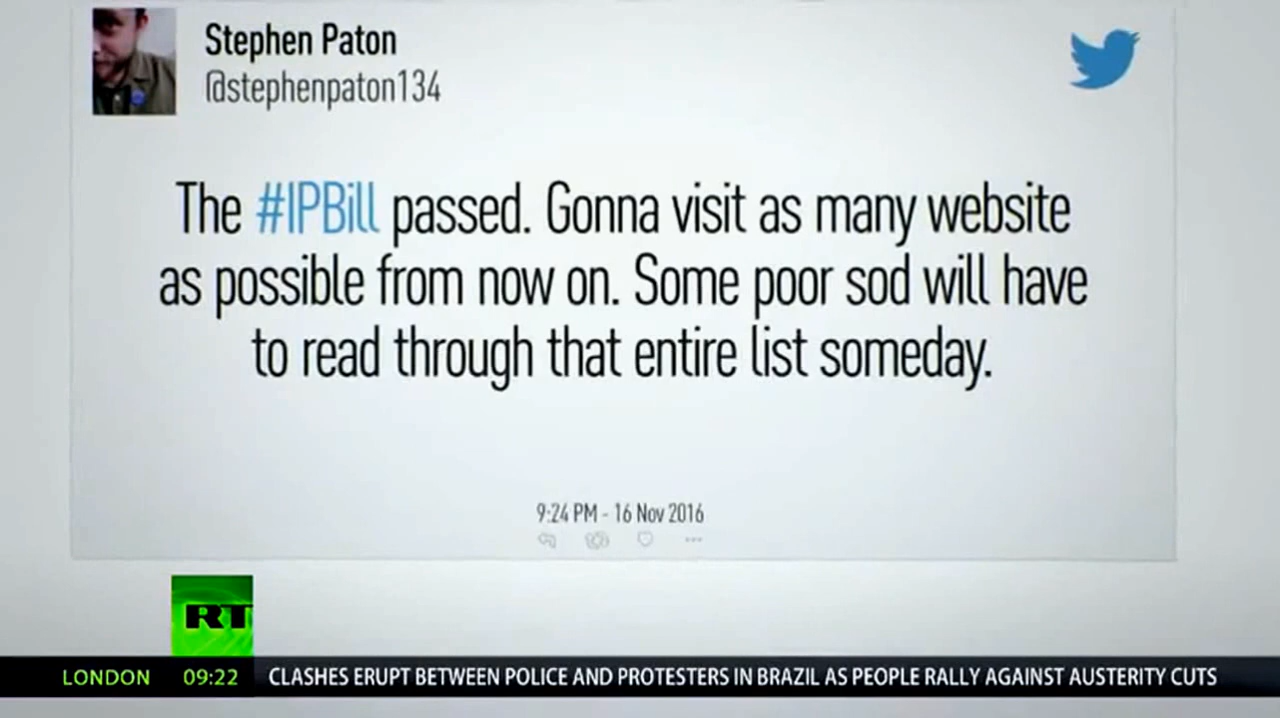 Stephen Paton
@stephenpaton134
The #IPBill passed. Gonna visit as many website
as possible from now on. Some poor sod will have
to read through that entire list someday.
9:24 PM - 16 Nov 2016
RT
LONDON 09:22 CLASHES ERUPT BETWEEN POLICE AND PROTESTERS IN BRAZIL AS PEOPLE RALLY AGAINST AUSTERITY CUTS